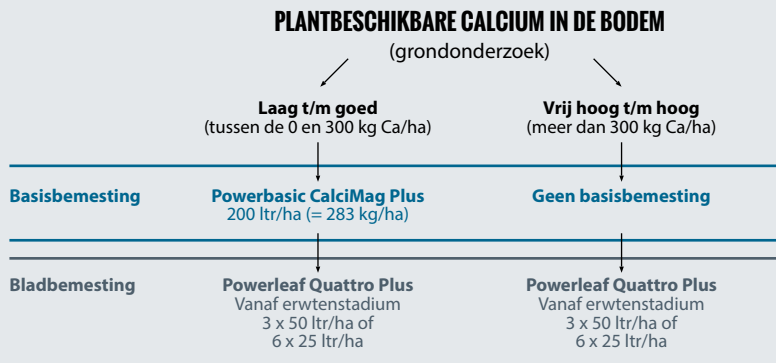 PLANTBESCHIKBARE CALCIUM IN DE BODEM
(grondonderzoek)
Laag t/m goed
(tussen de 0 en 300 kg Ca/ha)
Vrij hoog t/m hoog
(meer dan 300 kg Ca/ha)
Basisbemesting
Powerbasic CalciMag Plus
200 ltr/ha (= 283 kg/ha)
Geen basisbemesting
Bladbemesting
Powerleaf Quattro Plus
Vanaf erwtenstadium
3 x 50 ltr/ha of
6 x 25 ltr/ha
Powerleaf Quattro Plus
Vanaf erwtenstadium
3 x 50 ltr/ha of
6 x 25 ltr/ha